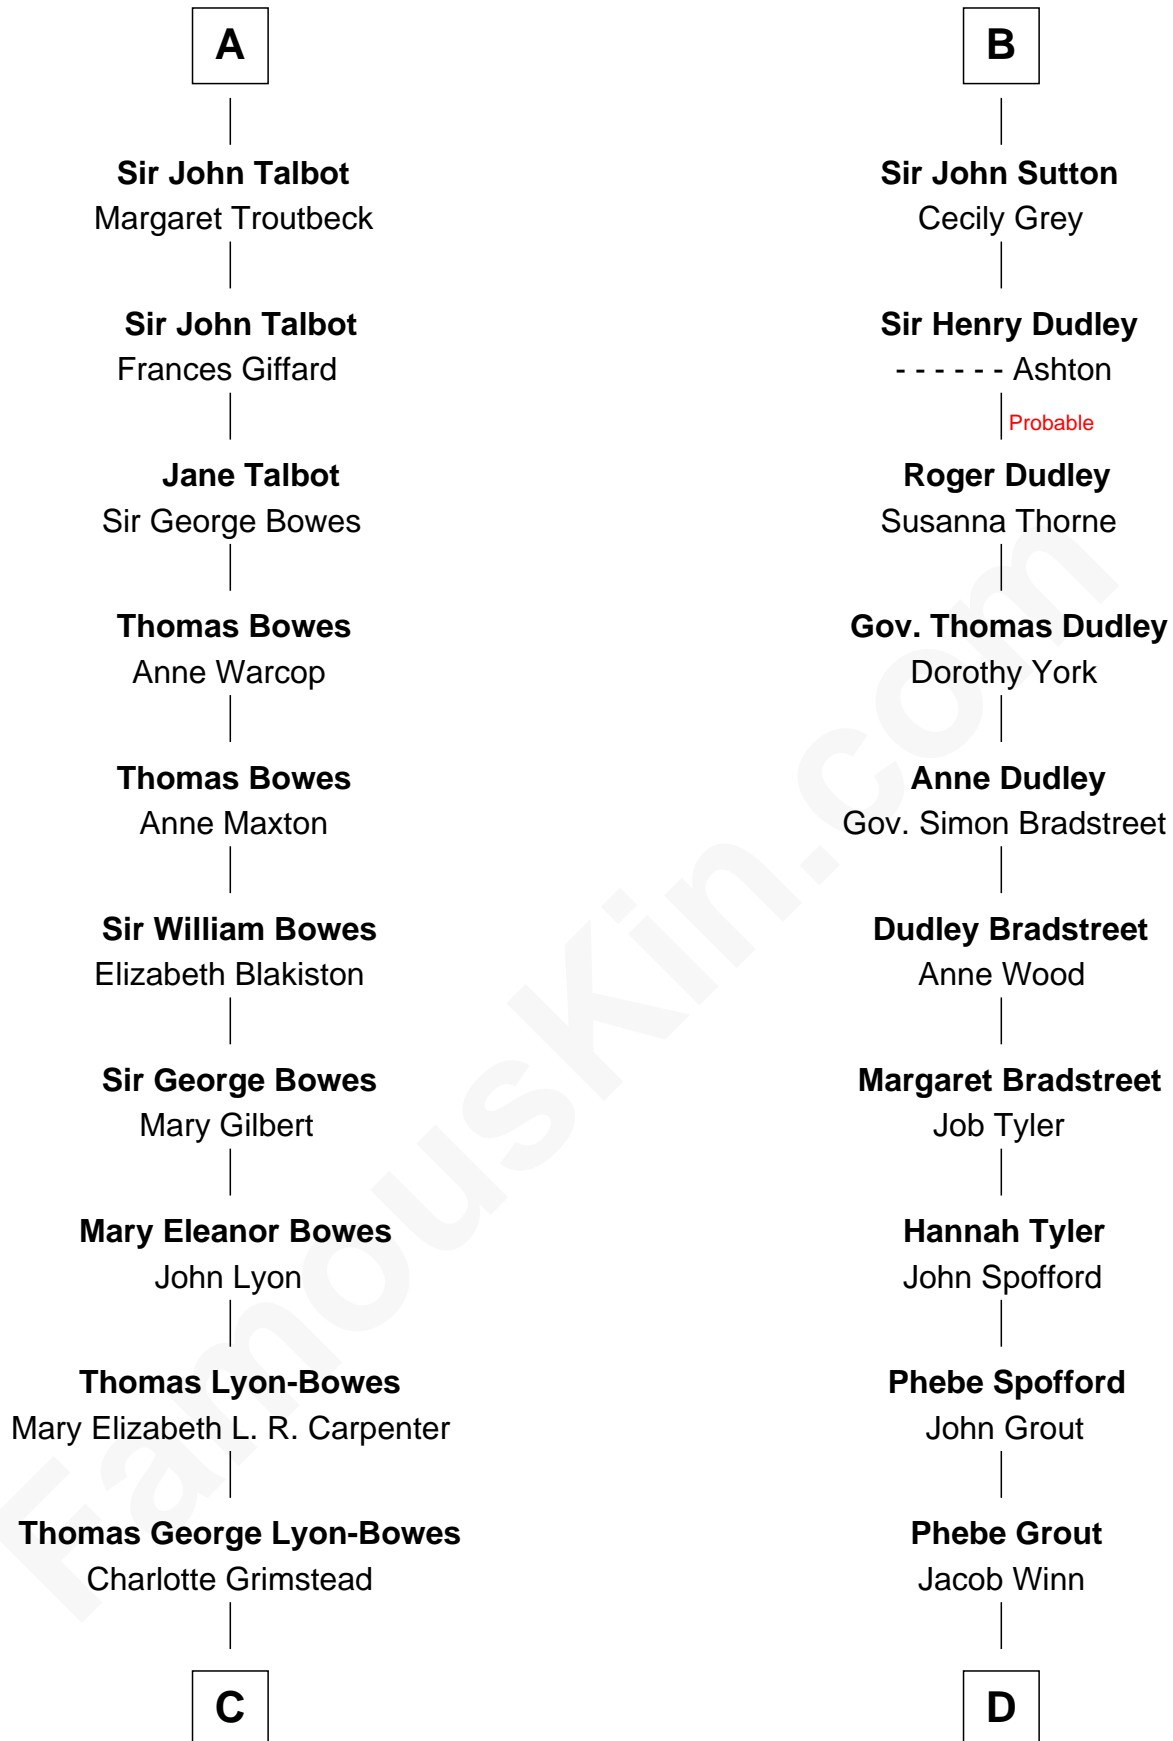 A
Sir John Talbot
Margaret Troutbeck
Sir John Talbot
Frances Giffard
Jane Talbot
Sir George Bowes
Thomas Bowes
Anne Warcop
Thomas Bowes
Anne Maxton
Sir William Bowes
Elizabeth Blakiston
Sir George Bowes
Mary Gilbert
Mary Eleanor Bowes
John Lyon
Thomas Lyon-Bowes
Mary Elizabeth L. R. Carpenter
Thomas George Lyon-Bowes
Charlotte Grimstead
C
B
Sir John Sutton
Cecily Grey
Sir Henry Dudley
- - - - - - Ashton
Probable
Roger Dudley
Susanna Thorne
Gov. Thomas Dudley
Dorothy York
Anne Dudley
Gov. Simon Bradstreet
Dudley Bradstreet
Anne Wood
Margaret Bradstreet
Job Tyler
Hannah Tyler
John Spofford
Phebe Spofford
John Grout
Phebe Grout
Jacob Winn
D
FamousKin.com